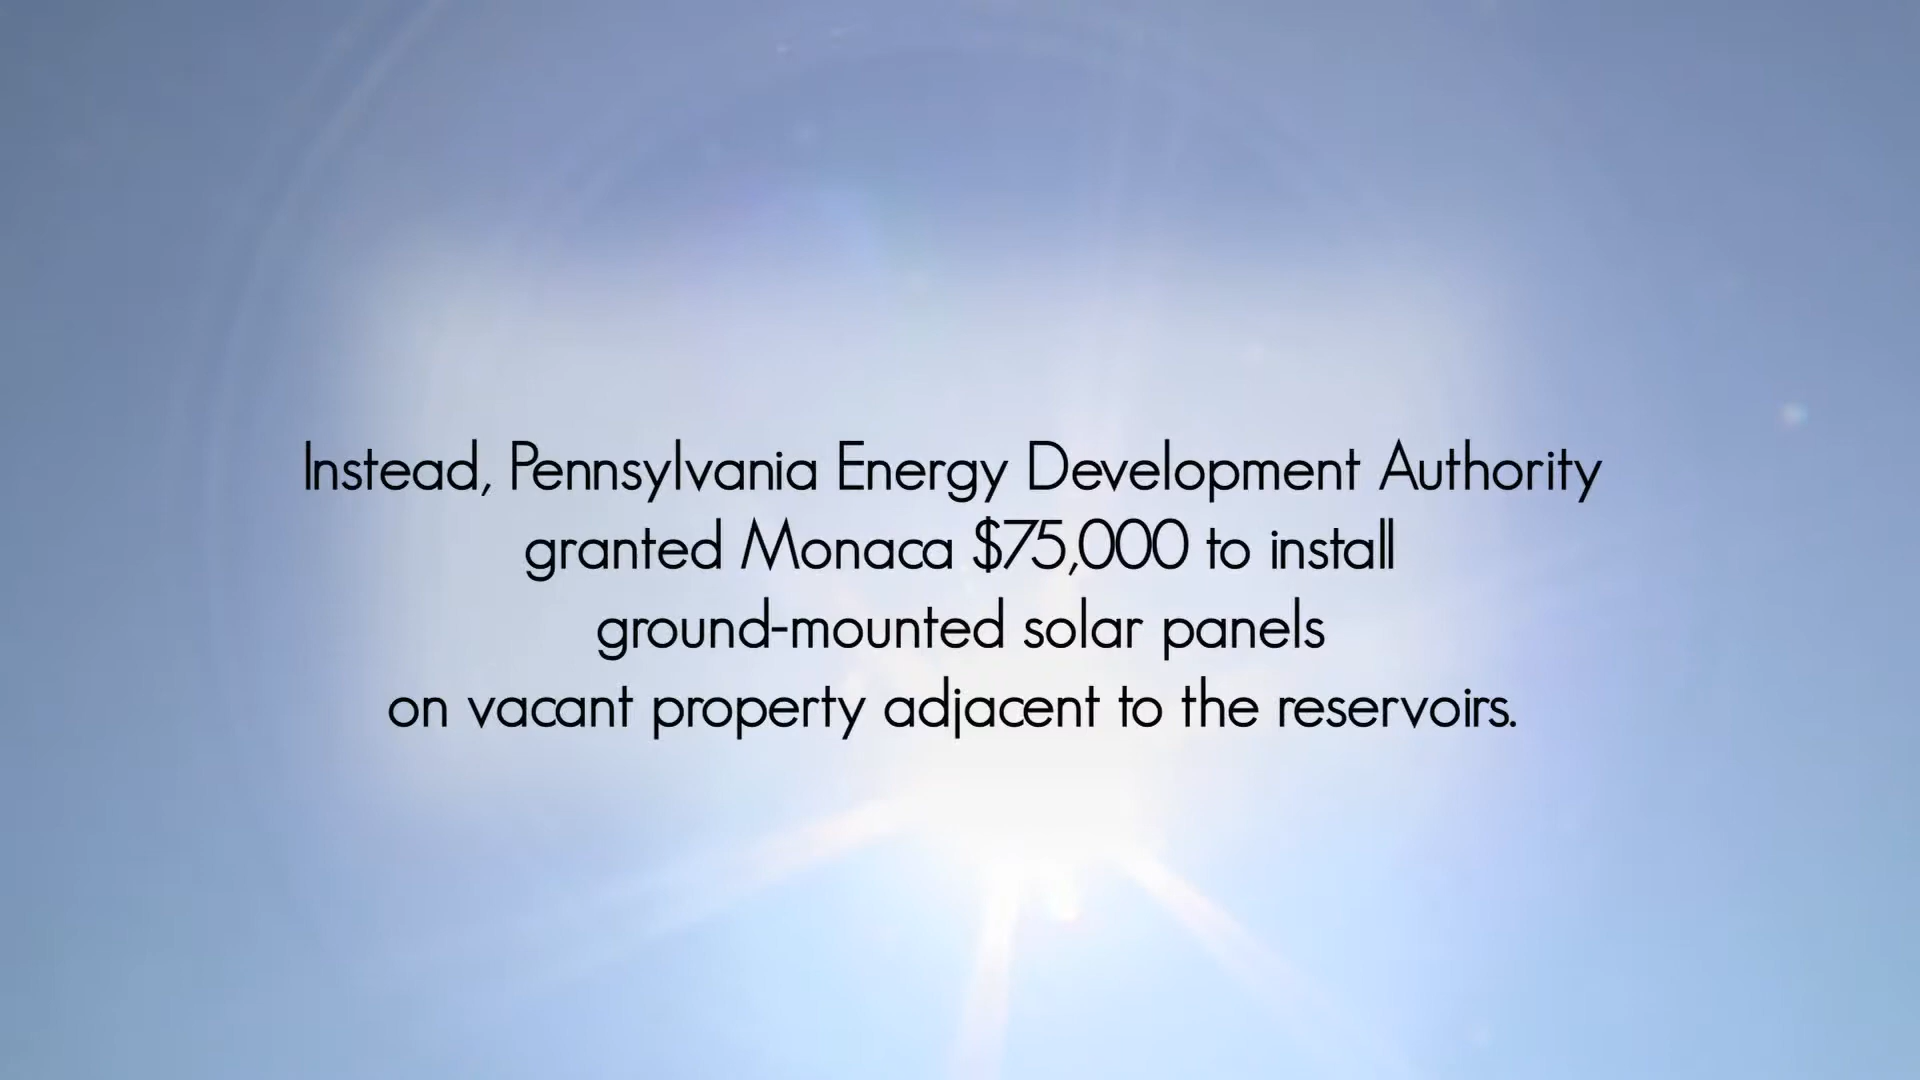 Instead, Pennsylvania Energy Development Authority
granted Monaca $75,000 to install
ground-mounted solar panels
on vacant property adjacent to the reservoirs.